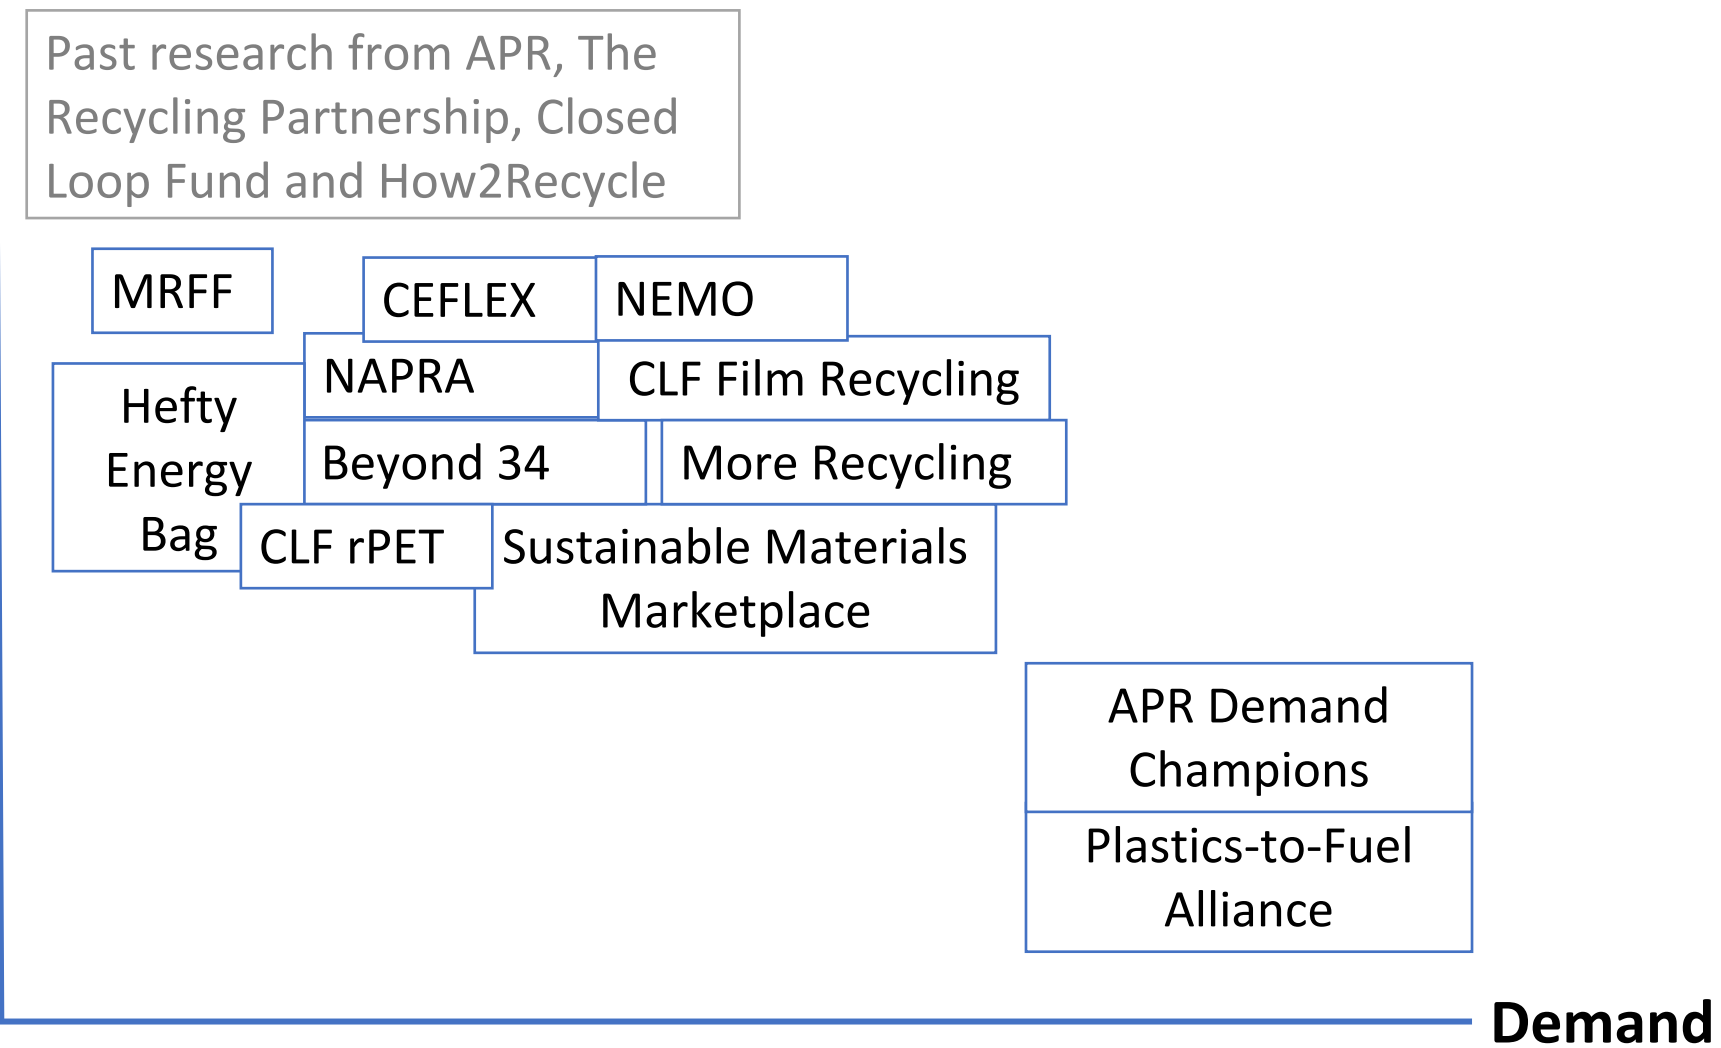 Past research from APR, The
Recycling Partnership, Closed
Loop Fund and How2Recycle
MRFF
CEFLEX
NEMO
NAPRA
CLF Film Recycling
Hefty
Energy
Bag
Beyond 34
More Recycling
CLF rPET
Sustainable Materials
Marketplace
APR Demand
Champions
Plastics-to-Fuel
Alliance
Demand